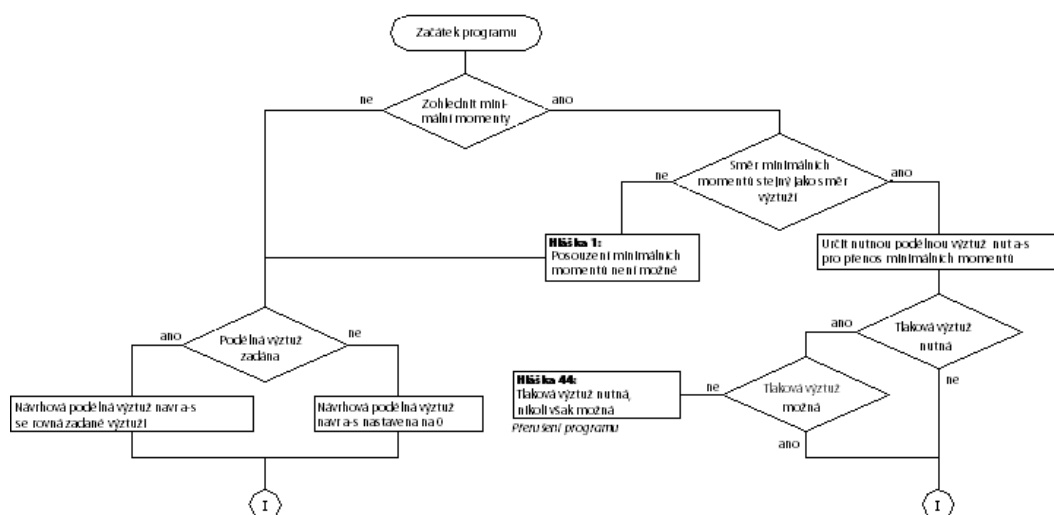 Začátek programu
ne
ano
Zohlednit mini-
mální momenty
Směr minimálních
momentů stejný jako směr
výztuží
ne
ano
Hláška 1:
Posouzení minimálních
momentů není možné
Určit nutnou podélnou výztuž nut a-s
pro přenos minimálních momentů
ano
Podélná výztuž
zadána
ne
ano
Tlaková výztuž
nutná
ne
Návrhová podélná výztuž navr a-s
se rovná zadané výztuži
Návrhová podélná výztuž
navr a-s nastavena na 0
Hláška 44:
Tlaková výztuž nutná,
nikoli však možná
Přerušení programu
ne
Tlaková výztuž
možná
ano
I
I